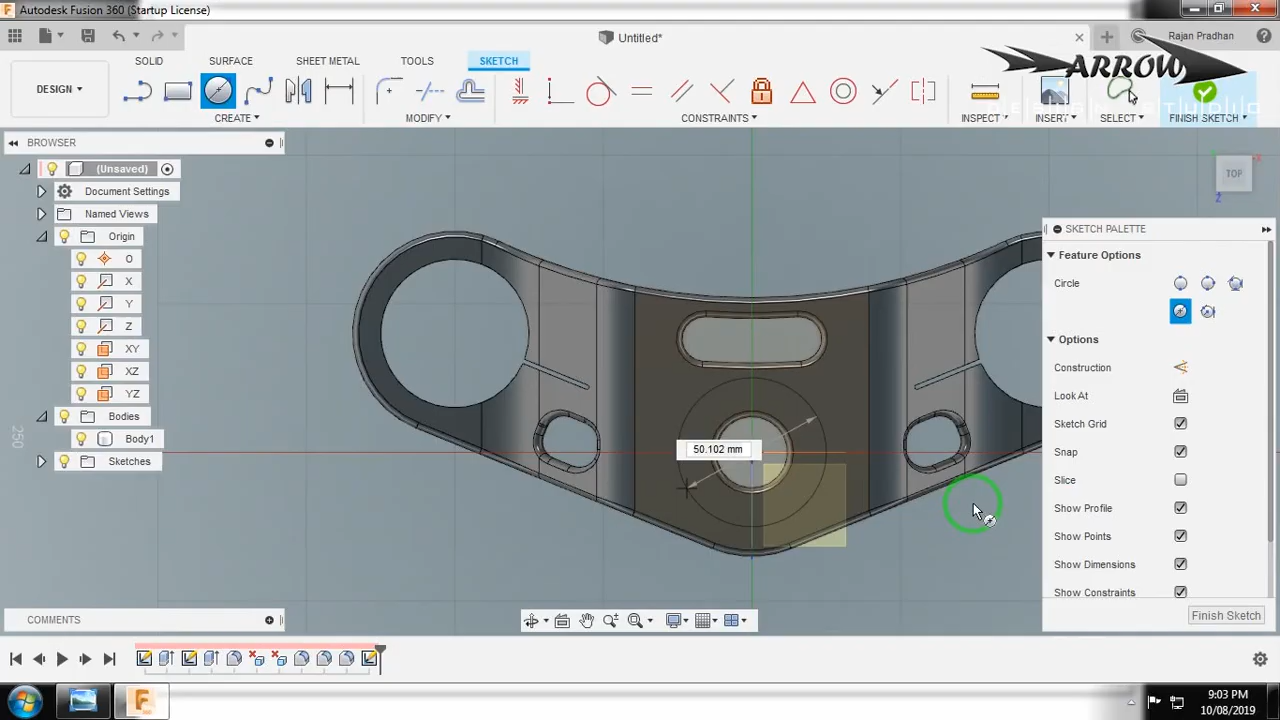 Autodesk Fusion 360 (Startup License)
Untitled*
Rajan Pradhan
ARROW
DESIGN STUDIO
SOLID
SURFACE
SHEET METAL
TOOLS
SKETCH
DESIGN
CREATE
MODIFY
CONSTRAINTS
INSPECT
INSERT
SELECT
FINISH SKETCH
BROWSER
(Unsaved)
Document Settings
Named Views
Origin
O
X
Y
Z
XY
XZ
YZ
Bodies
Body1
Sketches
250
50.102 mm
TOP
X
Z
SKETCH PALETTE
Feature Options
Circle
Options
Construction
Look At
Sketch Grid
Snap
Slice
Show Profile
Show Points
Show Dimensions
Show Constraints
Finish Sketch
COMMENTS
9:03 PM
10/08/2019